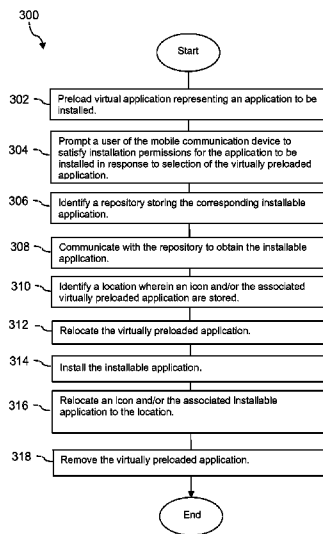 300
Start
302
Preload virtual application representing an application to be
installed.
304
Prompt a user of the mobile communication device to
satisfy installation permissions for the application to be
installed in response to selection of the virtually preloaded
application.
306
Identify a repository storing the corresponding installable
application.
308
Communicate with the repository to obtain the installable
application.
310
Identify a location wherein an icon and/or the associated
virtually preloaded application are stored.
312
Relocate the virtually preloaded application.
314
Install the installable application.
316
Relocate an icon and/or the associated installable
application to the location.
318
Remove the virtually preloaded application.
End